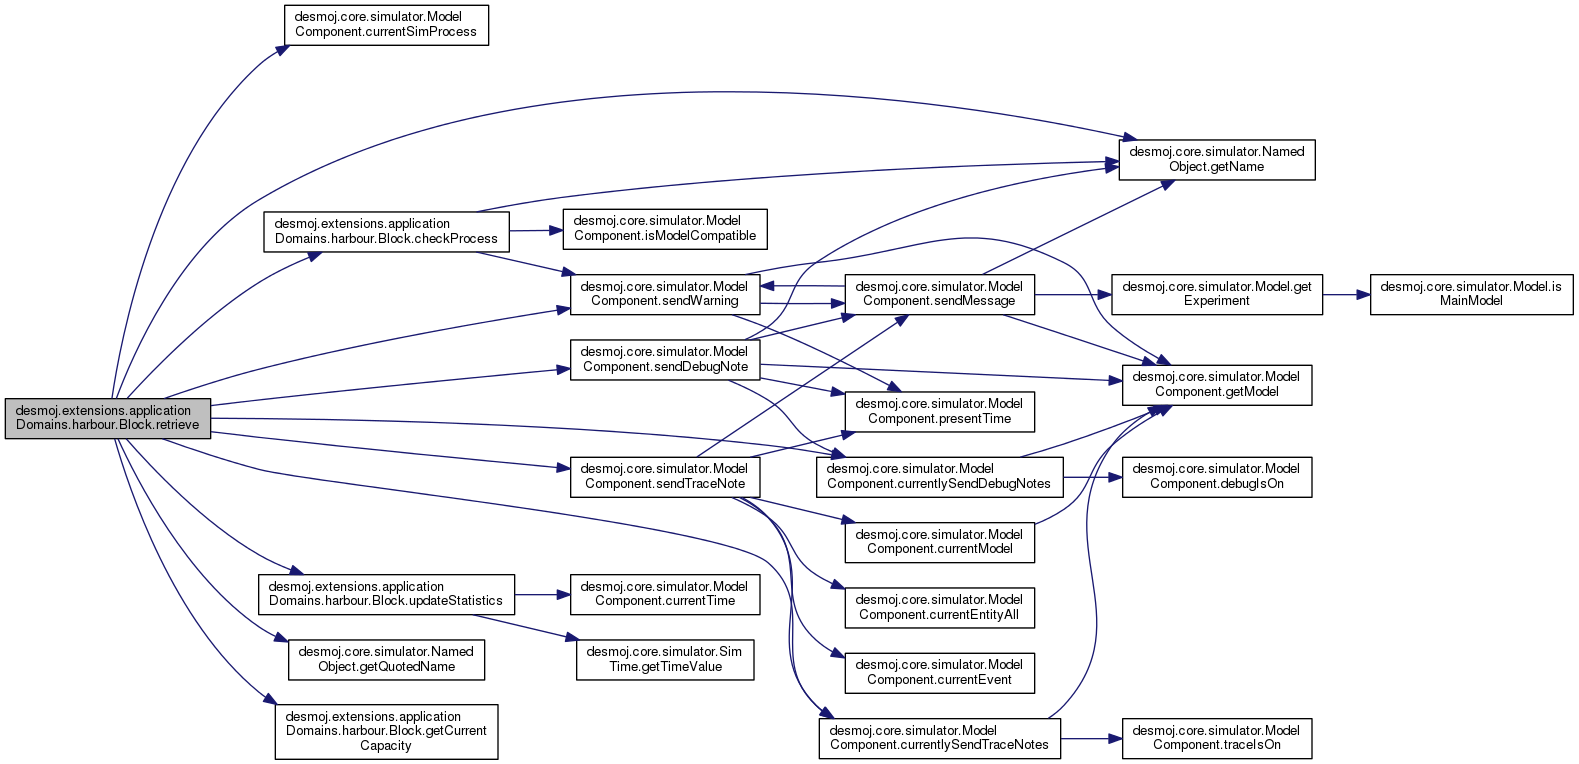 desmoj.core.simulator.Model
Component.currentSimProcess
desmoj.core.simulator.Named
Object.getName
desmoj.extensions.application
Domains.harbour.Block.checkProcess
desmoj.core.simulator.Model
Component.isModelCompatible
desmoj.core.simulator.Model
Component.sendWarning
desmoj.core.simulator.Model
Component.sendMessage
desmoj.core.simulator.Model.get
Experiment
desmoj.core.simulator.Model.is
MainModel
desmoj.core.simulator.Model
Component.sendDebugNote
desmoj.core.simulator.Model
Component.getModel
desmoj.extensions.application
Domains.harbour.Block.retrieve
desmoj.core.simulator.Model
Component.presentTime
desmoj.core.simulator.Model
Component.sendTraceNote
desmoj.core.simulator.Model
Component.currentlySendDebugNotes
desmoj.core.simulator.Model
Component.debugIsOn
desmoj.core.simulator.Model
Component.currentModel
desmoj.extensions.application
Domains.harbour.Block.updateStatistics
desmoj.core.simulator.Model
Component.currentTime
desmoj.core.simulator.Model
Component.currentEntityAll
desmoj.core.simulator.Named
Object.getQuotedName
desmoj.core.simulator.Sim
Time.getTimeValue
desmoj.core.simulator.Model
Component.currentEvent
desmoj.extensions.application
Domains.harbour.Block.getCurrent
Capacity
desmoj.core.simulator.Model
Component.currentlySendTraceNotes
desmoj.core.simulator.Model
Component.traceIsOn